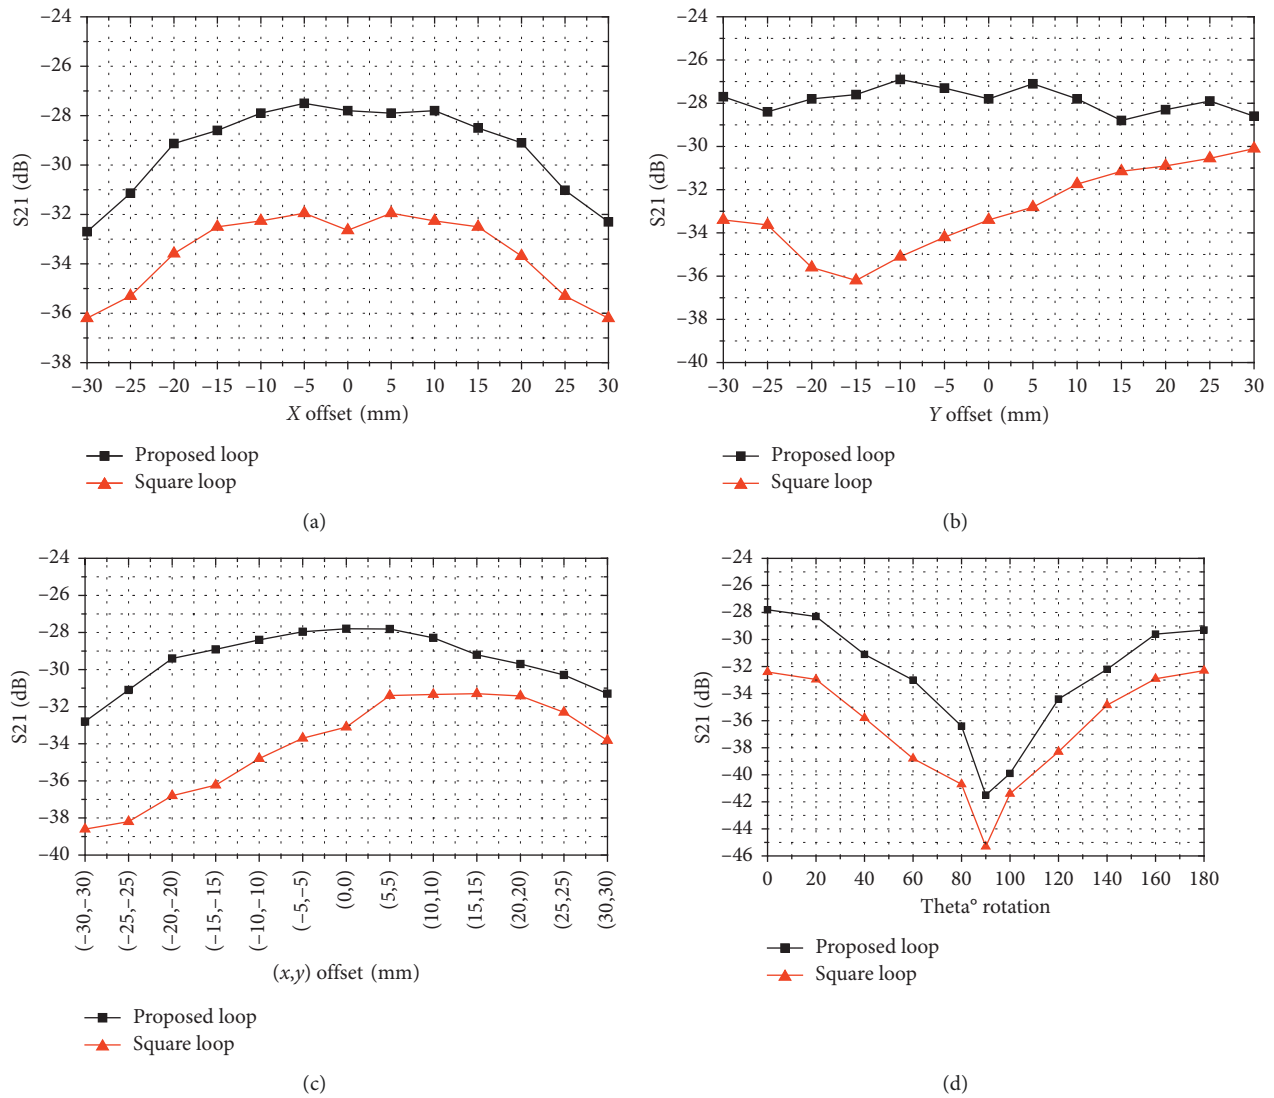 −24
−26
−28
−30
−32
−34
−36
−38
S21 (dB)
−30 −25 −20 −15 −10 −5 0 5 10 15 20 25 30
X offset (mm)
Proposed loop
Square loop
(a)
−24
−26
−28
−30
−32
−34
−36
−38
−40
S21 (dB)
−30 −25 −20 −15 −10 −5 0 5 10 15 20 25 30
Y offset (mm)
Proposed loop
Square loop
(b)
−24
−26
−28
−30
−32
−34
−36
−38
−40
S21 (dB)
(−30,−30)
(−25,−25)
(−20,−20)
(−15,−15)
(−10,−10)
(−5,−5)
(0,0)
(5,5)
(10,10)
(15,15)
(20,20)
(25,25)
(30,30)
(x,y) offset (mm)
Proposed loop
Square loop
(c)
−24
−26
−28
−30
−32
−34
−36
−38
−40
−42
−44
−46
S21 (dB)
0 20 40 60 80 100 120 140 160 180
Theta° rotation
Proposed loop
Square loop
(d)